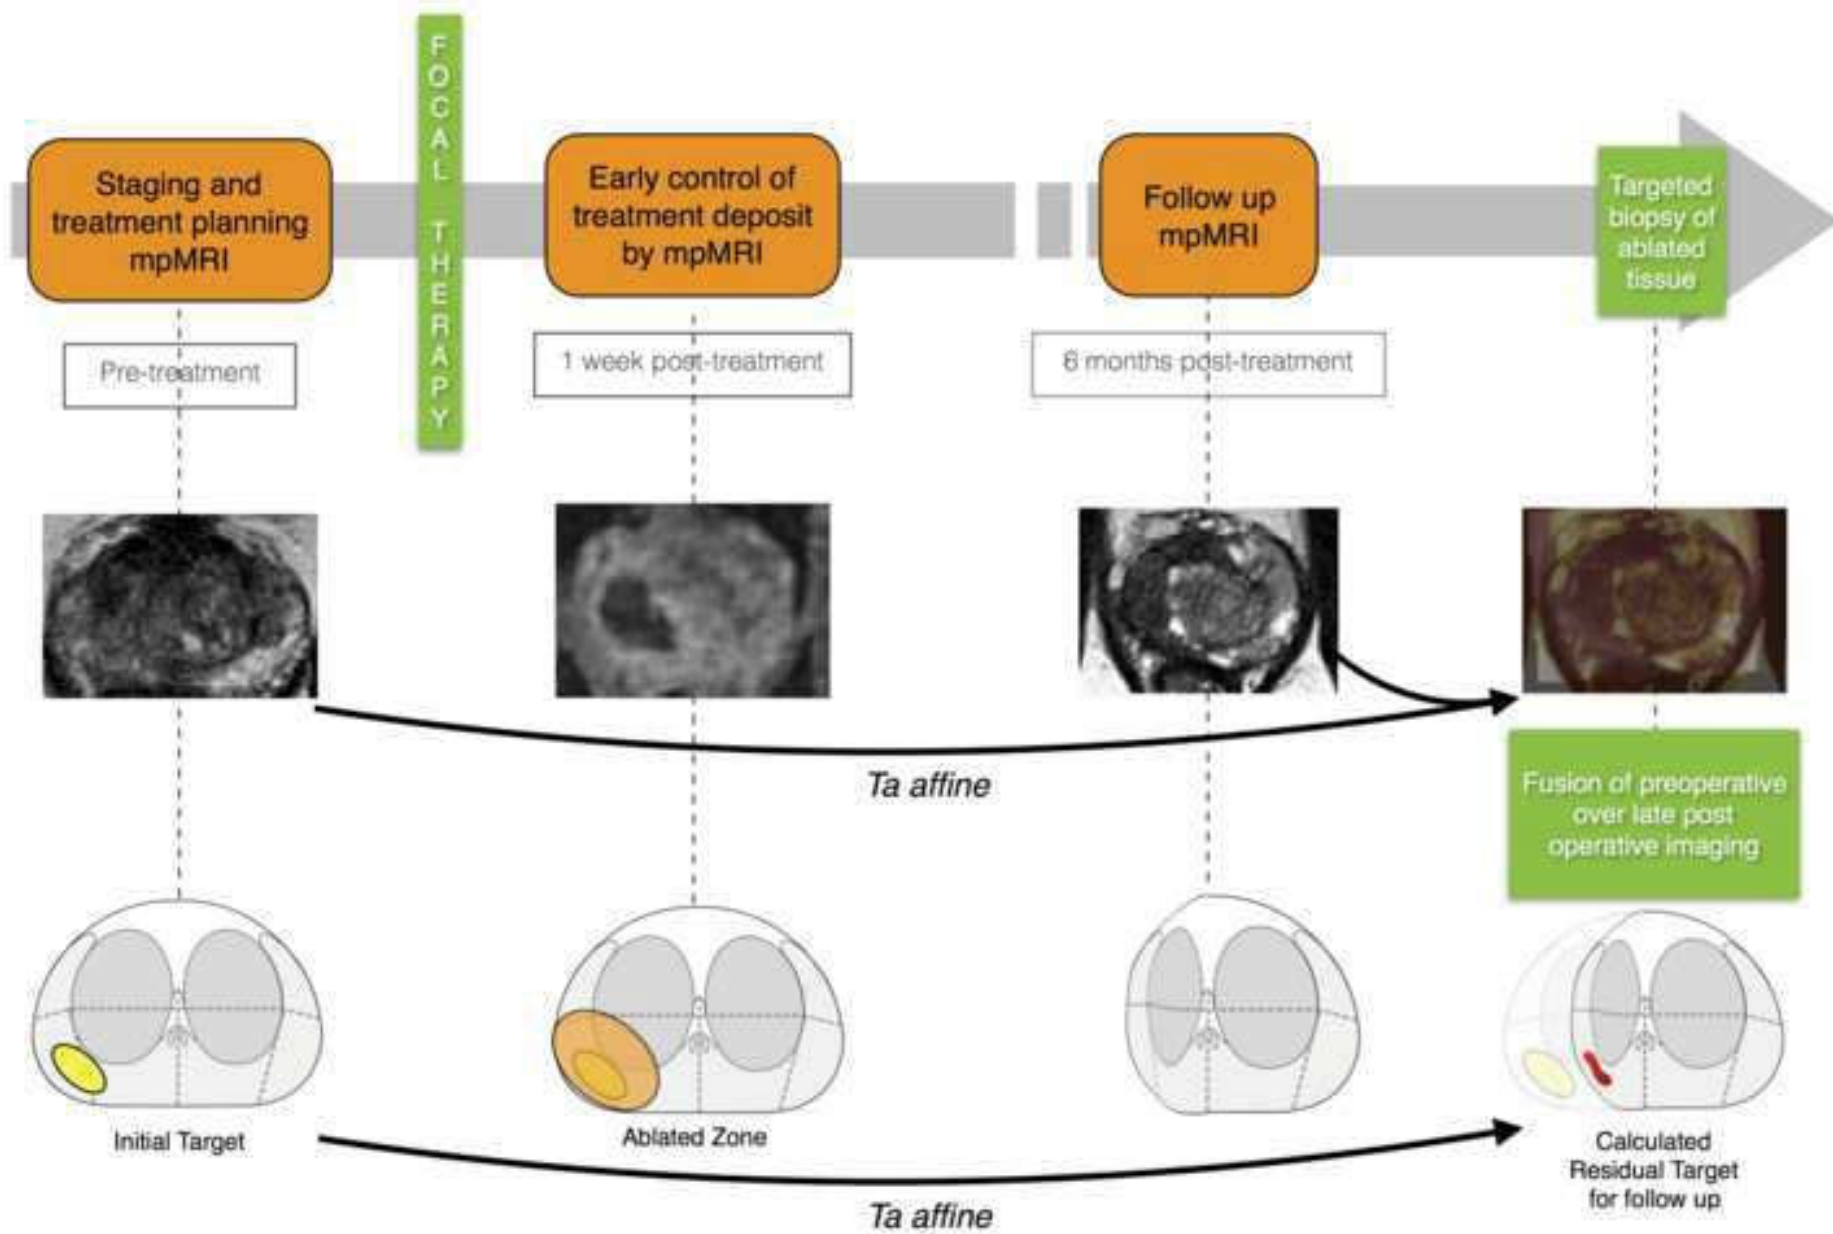 FOCAL THERAPY
Staging and
treatment planning
mpMRI
Early control of
treatment deposit
by mpMRI
Follow up
mpMRI
Targeted
biopsy of
ablated
tissue
Pre-treatment
1 week post-treatment
6 months post-treatment
Ta affine
Fusion of preoperative
over late post
operative imaging
Initial Target
Ablated Zone
Calculated
Residual Target
for follow up
Ta affine